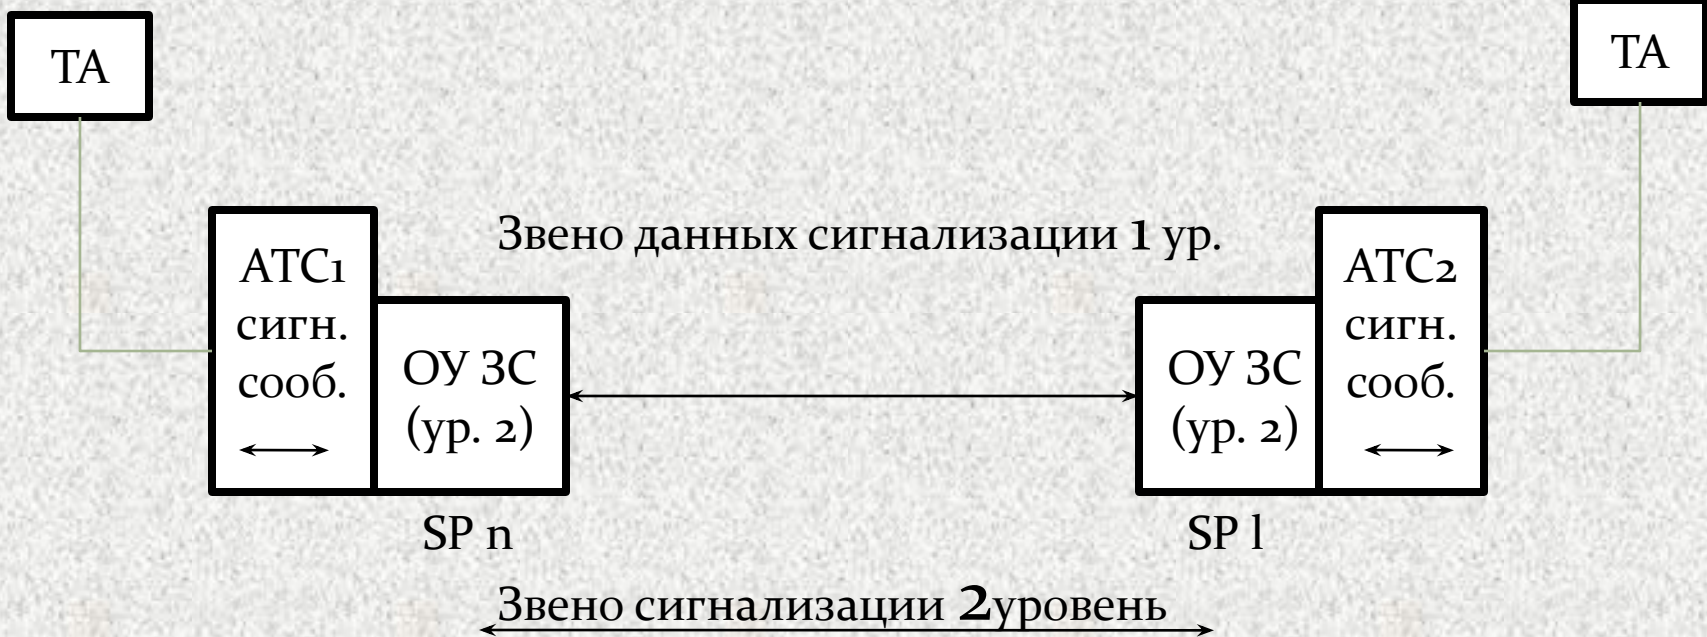 ТА
ТА
Звено данных сигнализации 1 ур.
АТС1
сигн.
сооб.
ОУ ЗС
(ур. 2)
SP n
ОУ ЗС
(ур. 2)
SP l
АТС2
сигн.
сооб.
Звено сигнализации 2уровень